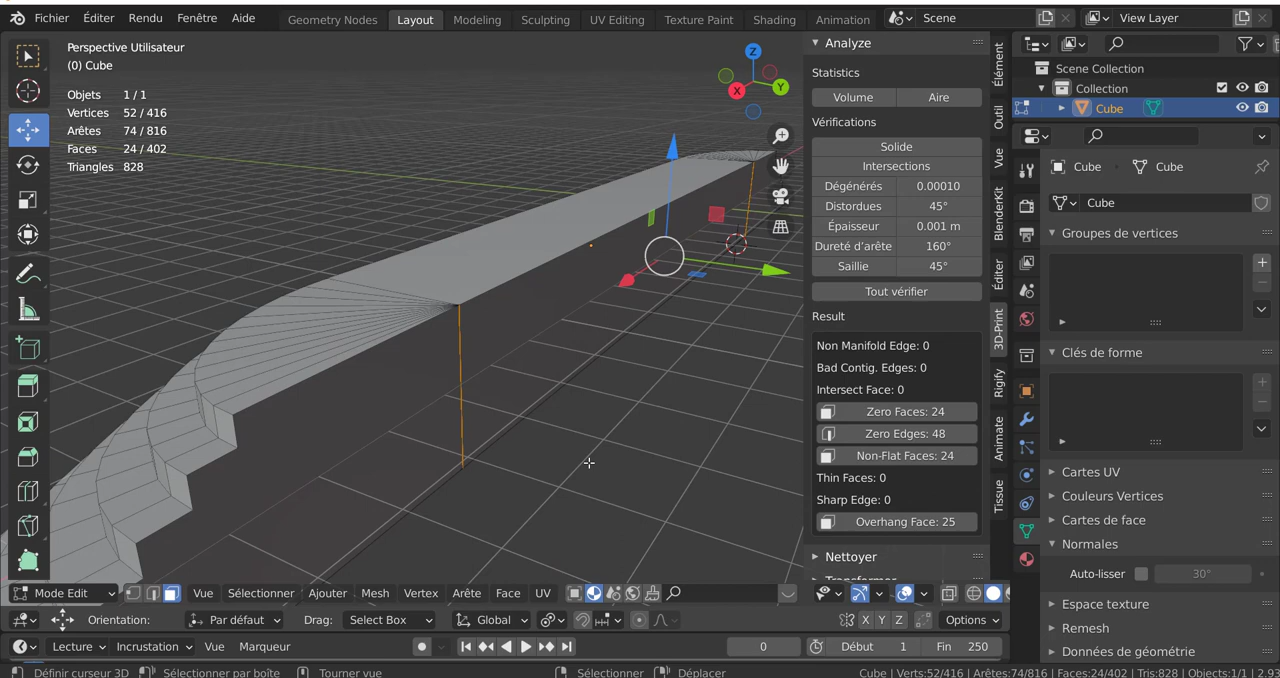 Fichier Éditer Rendu Fenêtre Aide Geometry Nodes Layout Modeling Sculpting UV Editing Texture Paint Shading Animation Scene View Layer
Perspective Utilisateur
(0) Cube
Objets 1 / 1
Vertices 52 / 416
Arêtes 74 / 816
Faces 24 / 402
Triangles 828
Z
X
Y
Analyze
Statistics
Volume Aire
Vérifications
Solide
Intersections
Dégénérés 0.00010
Distordues 45°
Épaisseur 0.001 m
Dureté d'arête 160°
Saillie 45°
Tout vérifier
Result
Non Manifold Edge: 0
Bad Contig. Edges: 0
Intersect Face: 0
Zero Faces: 24
Zero Edges: 48
Non-Flat Faces: 24
Thin Faces: 0
Sharp Edge: 0
Overhang Face: 25
Nettoyer
Transformer
Élément
Outil
Vue
BlenderKit
Éditer
3D-Print
Rigify
Animate
Tissue
Scene Collection
Collection
Cube
Cube Cube
Cube
Groupes de vertices
Clés de forme
Cartes UV
Couleurs Vertices
Cartes de face
Normales
Auto-lisser 30°
Espace texture
Remesh
Données de géométrie
Mode Edit Vue Sélectionner Ajouter Mesh Vertex Arête Face UV
Orientation: Par défaut Drag: Select Box Global X Y Z Options
Lecture Incrustation Vue Marqueur 0 Début 1 Fin 250
Définir curseur 3D Sélectionner par boîte Tourner vue Sélectionner Déplacer Cube | Verts:52/416 | Arêtes:74/816 | Faces:24/402 | Tris:828 | Objects:1/1 | 2.93